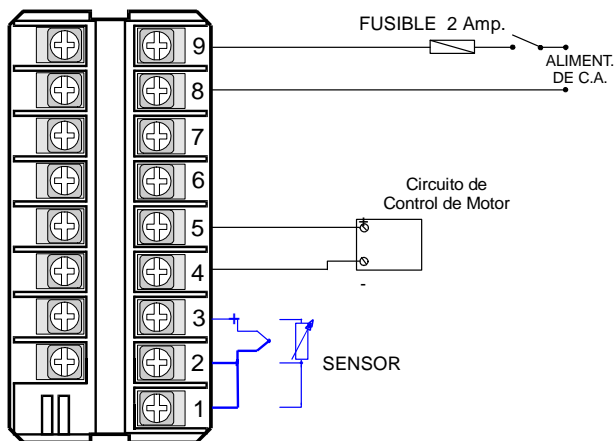 FUSIBLE 2 Amp.
ALIMENT.
DE C.A.
9
8
7
6
5
4
3
2
1
Circuito de
Control de Motor
+
-
+
SENSOR